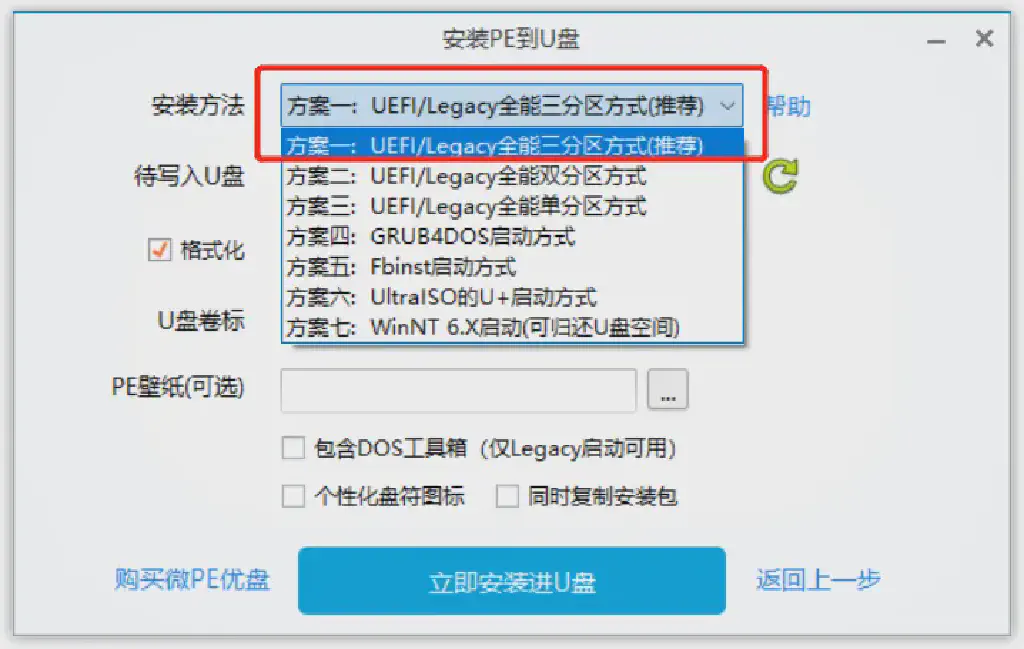 安装PE到U盘
安装方法
方案一：UEFI/Legacy全能三分区方式(推荐)
帮助
方案一：UEFI/Legacy全能三分区方式(推荐)
待写入U盘
方案二：UEFI/Legacy全能双分区方式
方案三：UEFI/Legacy全能单分区方式
方案四：GRUB4DOS启动方式
格式化
方案五：Fbinst启动方式
方案六：UltraISO的U+启动方式
U盘卷标
方案七：WinNT 6.X启动(可归还U盘空间)
PE壁纸(可选)
...
包含DOS工具箱（仅Legacy启动可用）
个性化盘符图标
同时复制安装包
购买微PE优盘
立即安装进U盘
返回上一步